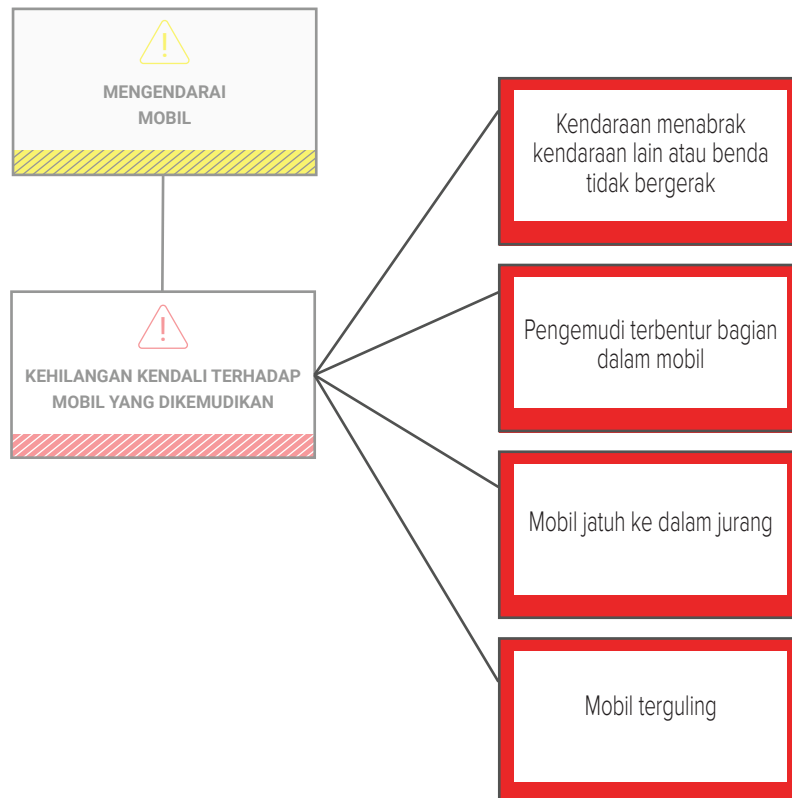 MENGENDARAI
MOBIL
KEHILANGAN KENDALI TERHADAP
MOBIL YANG DIKEMUDIKAN
Kendaraan menabrak
kendaraan lain atau benda
tidak bergerak
Pengemudi terbentur bagian
dalam mobil
Mobil jatuh ke dalam jurang
Mobil terguling